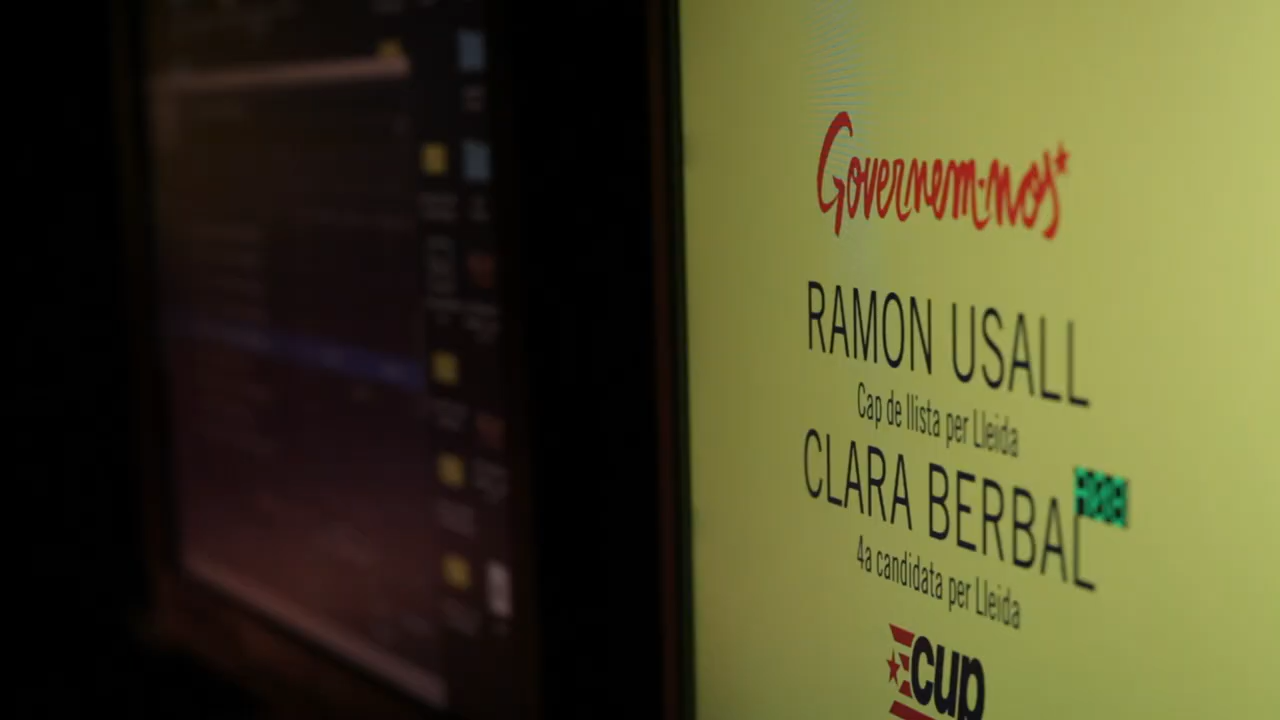 Governem-nos*
RAMON USALL
Cap de llista per Lleida
CLARA BERBAL
4a candidata per Lleida
cup